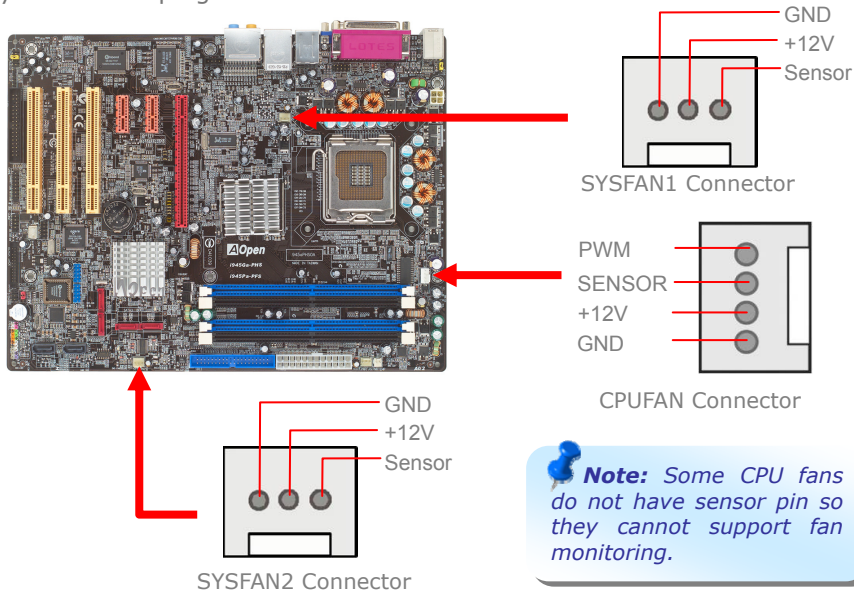 GND
+12V
Sensor
SYSFAN1 Connector
LOTES
AOpen
i945Ga-PHS
i945Pa-PFS
PWM
SENSOR
+12V
GND
CPUFAN Connector
GND
+12V
Sensor
SYSFAN2 Connector
Note: Some CPU fans
do not have sensor pin so
they cannot support fan
monitoring.